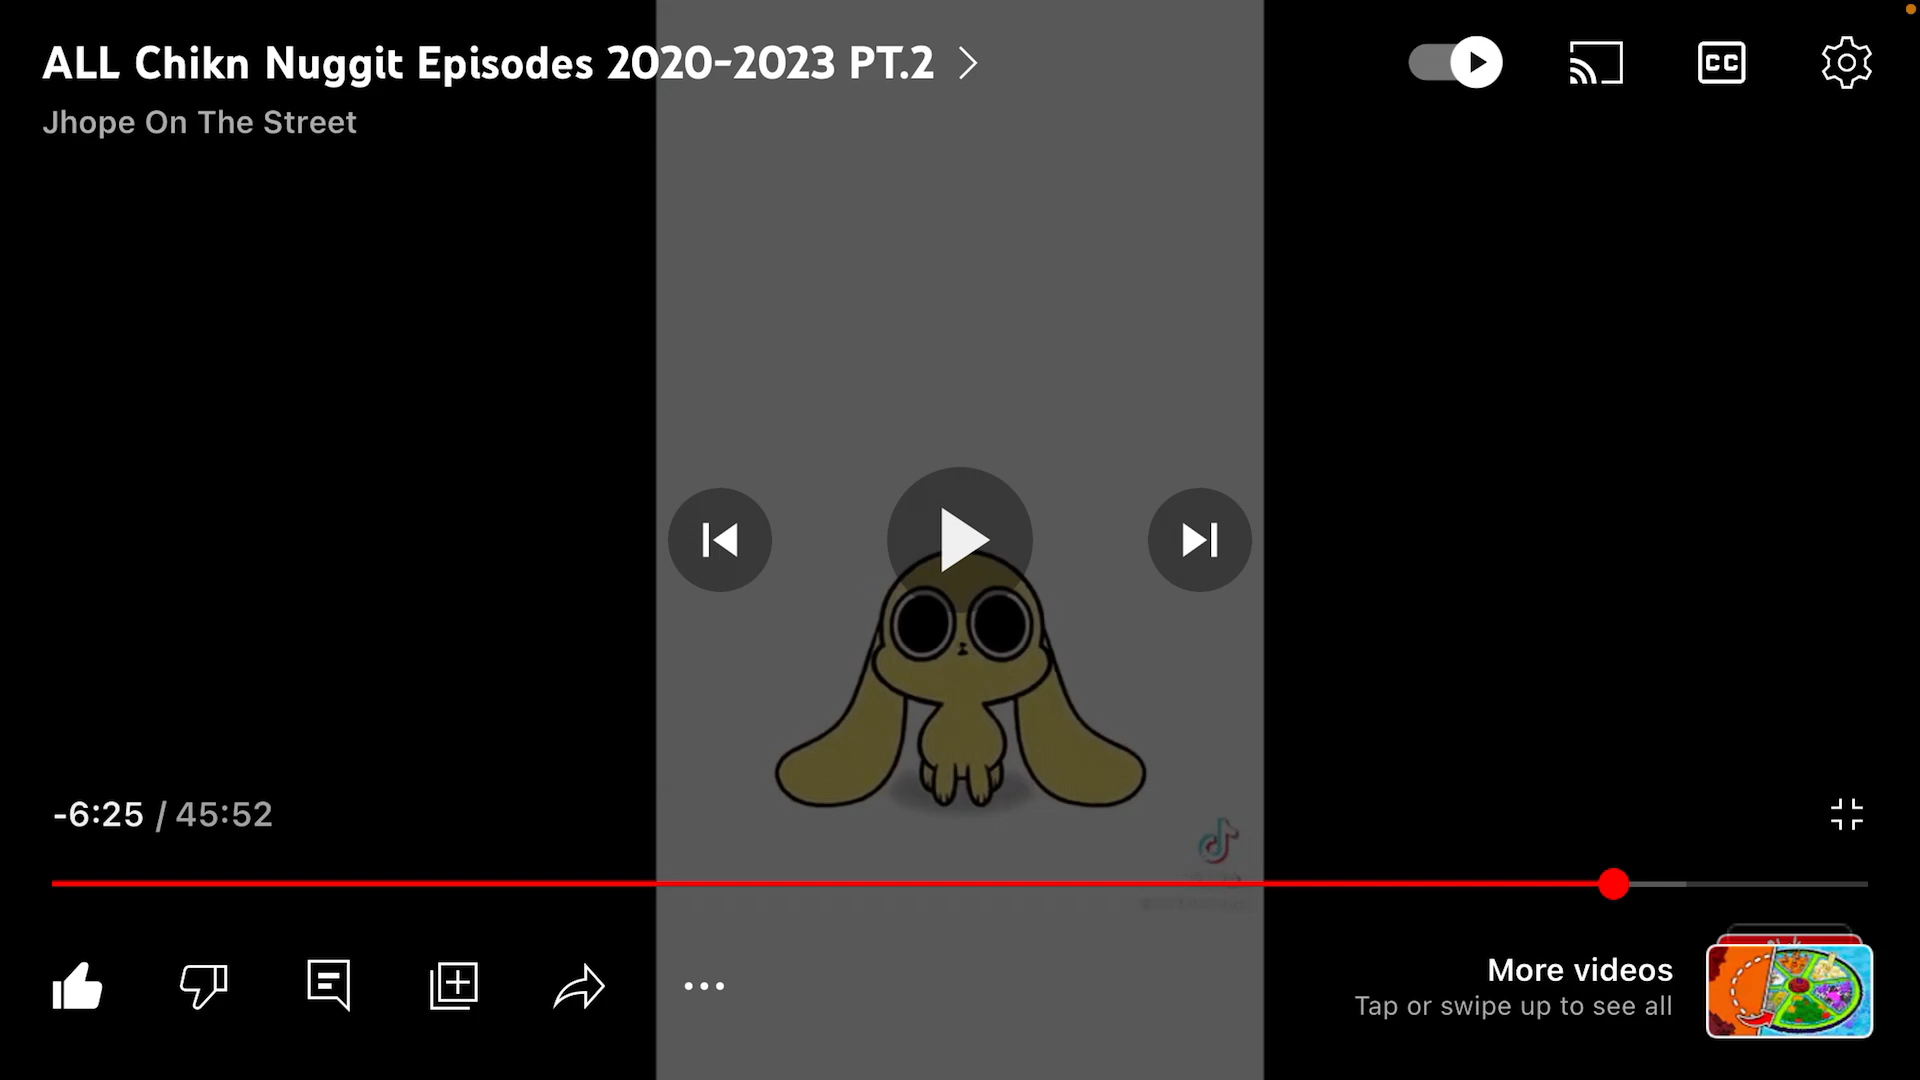 ALL Chikn Nuggit Episodes 2020-2023 PT.2
Jhope On The Street
CC
-6:25 / 45:52
More videos
Tap or swipe up to see all